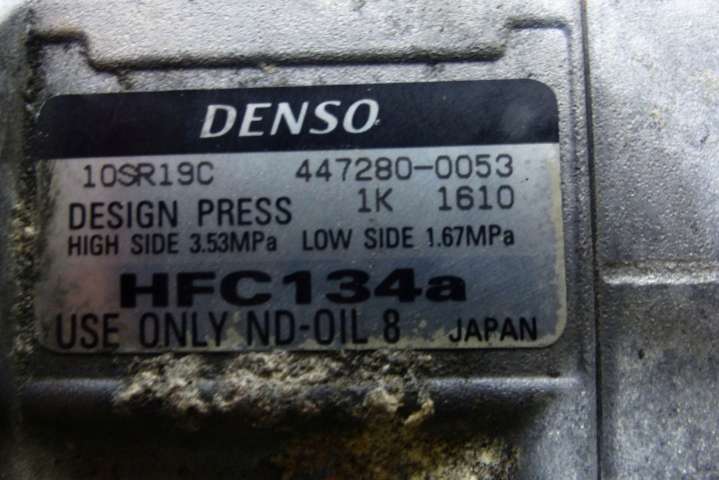 DENSO
10SR19C 447280-0053
DESIGN PRESS 1K 1610
HIGH SIDE 3.53MPa LOW SIDE 1.67MPa
HFC134a
USE ONLY ND-OIL 8 JAPAN